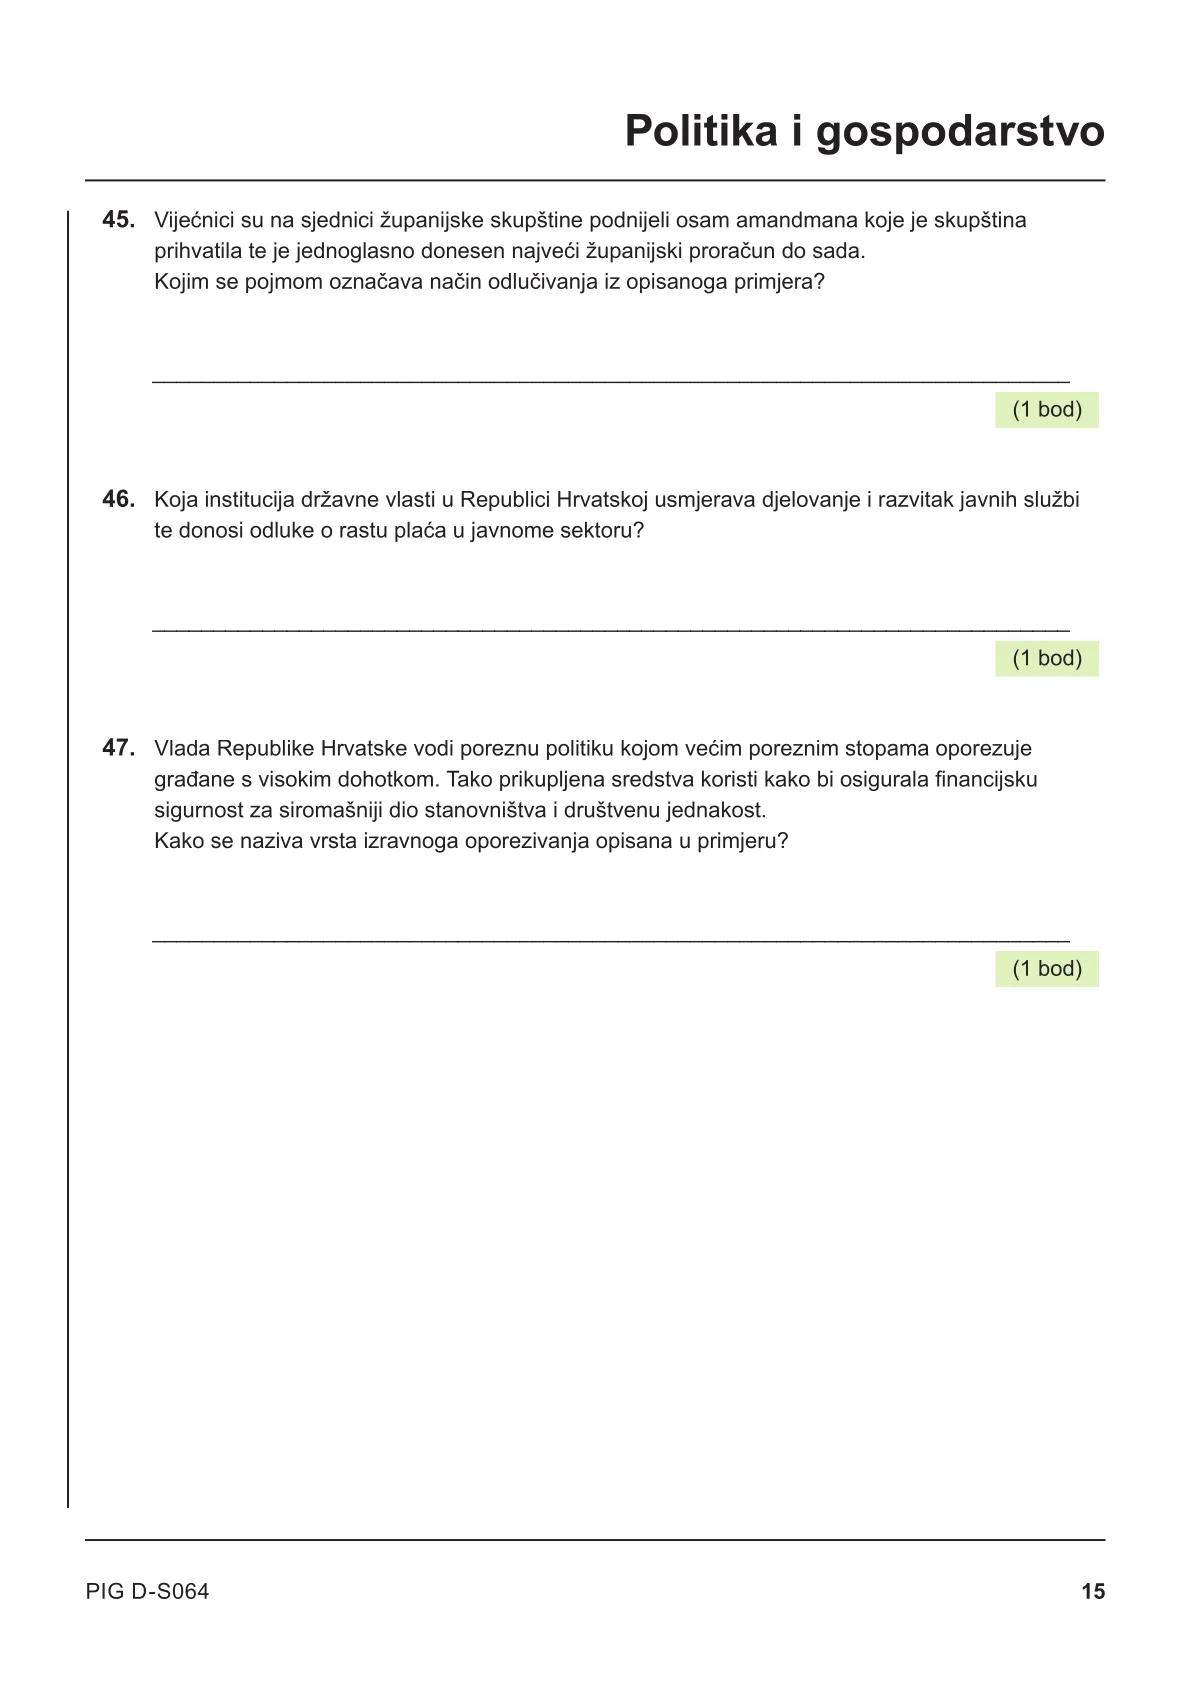 Politika i gospodarstvo
45. Vijećnici su na sjednici županijske skupštine podnijeli osam amandmana koje je skupština
prihvatila te je jednoglasno donesen najveći županijski proračun do sada.
Kojim se pojmom označava način odlučivanja iz opisanoga primjera?
(1 bod)
46. Koja institucija državne vlasti u Republici Hrvatskoj usmjerava djelovanje i razvitak javnih službi
te donosi odluke o rastu plaća u javnome sektoru?
(1 bod)
47. Vlada Republike Hrvatske vodi poreznu politiku kojom većim poreznim stopama oporezuje
građane s visokim dohotkom. Tako prikupljena sredstva koristi kako bi osigurala financijsku
sigurnost za siromašniji dio stanovništva i društvenu jednakost.
Kako se naziva vrsta izravnoga oporezivanja opisana u primjeru?
(1 bod)
PIG D-S064
15